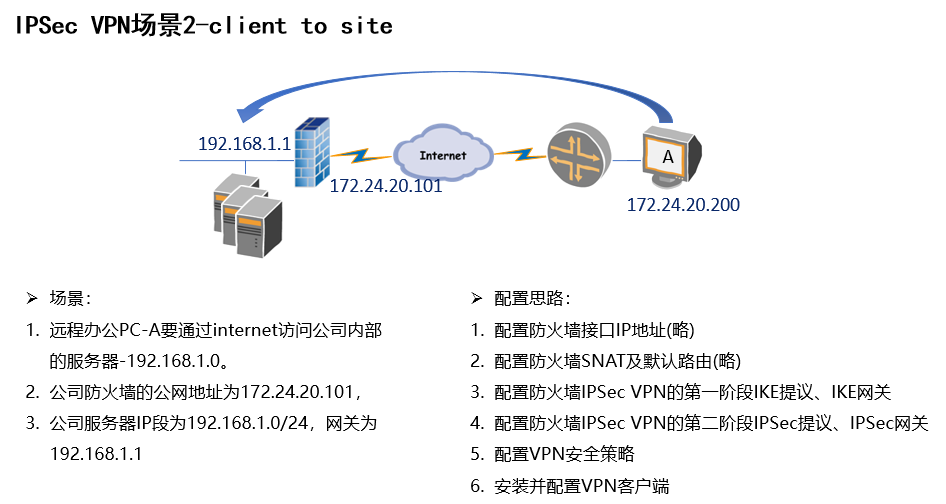 IPSec VPN场景2-client to site
192.168.1.1
Internet
A
172.24.20.101
172.24.20.200
场景：
1. 远程办公PC-A要通过internet访问公司内部
的服务器-192.168.1.0。
2. 公司防火墙的公网地址为172.24.20.101，
3. 公司服务器IP段为192.168.1.0/24，网关为
192.168.1.1
配置思路：
1. 配置防火墙接口IP地址(略)
2. 配置防火墙SNAT及默认路由(略)
3. 配置防火墙IPSec VPN的第一阶段IKE提议、IKE网关
4. 配置防火墙IPSec VPN的第二阶段IPSec提议、IPSec网关
5. 配置VPN安全策略
6. 安装并配置VPN客户端